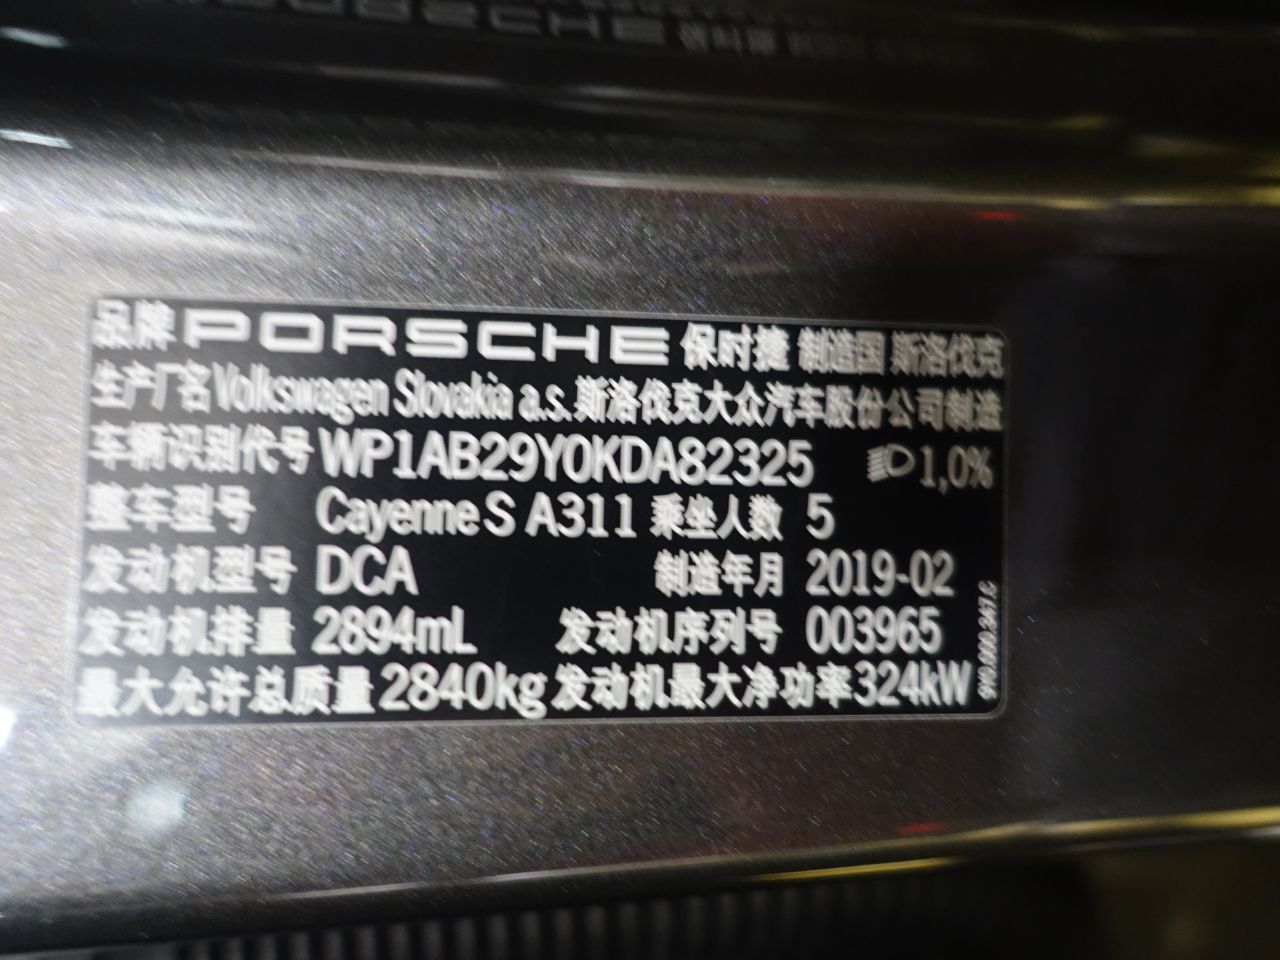 品牌 PORSCHE 保时捷 制造国 斯洛伐克
生产厂名 Volkswagen Slovakia a.s. 斯洛伐克大众汽车股份公司制造
车辆识别代号 WP1AB29Y0KDA82325 1,0%
整车型号 Cayenne S A311 乘坐人数 5
发动机型号 DCA 制造年月 2019-02
发动机排量 2894mL 发动机序列号 003965
最大允许总质量 2840kg 发动机最大净功率 324kW